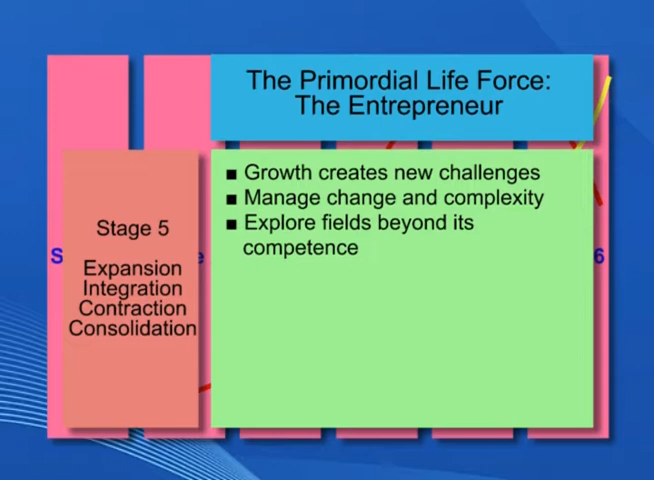 The Primordial Life Force:
The Entrepreneur
■ Growth creates new challenges
■ Manage change and complexity
■ Explore fields beyond its
competence
Stage 5
Expansion
Integration
Contraction
Consolidation
S
e
6